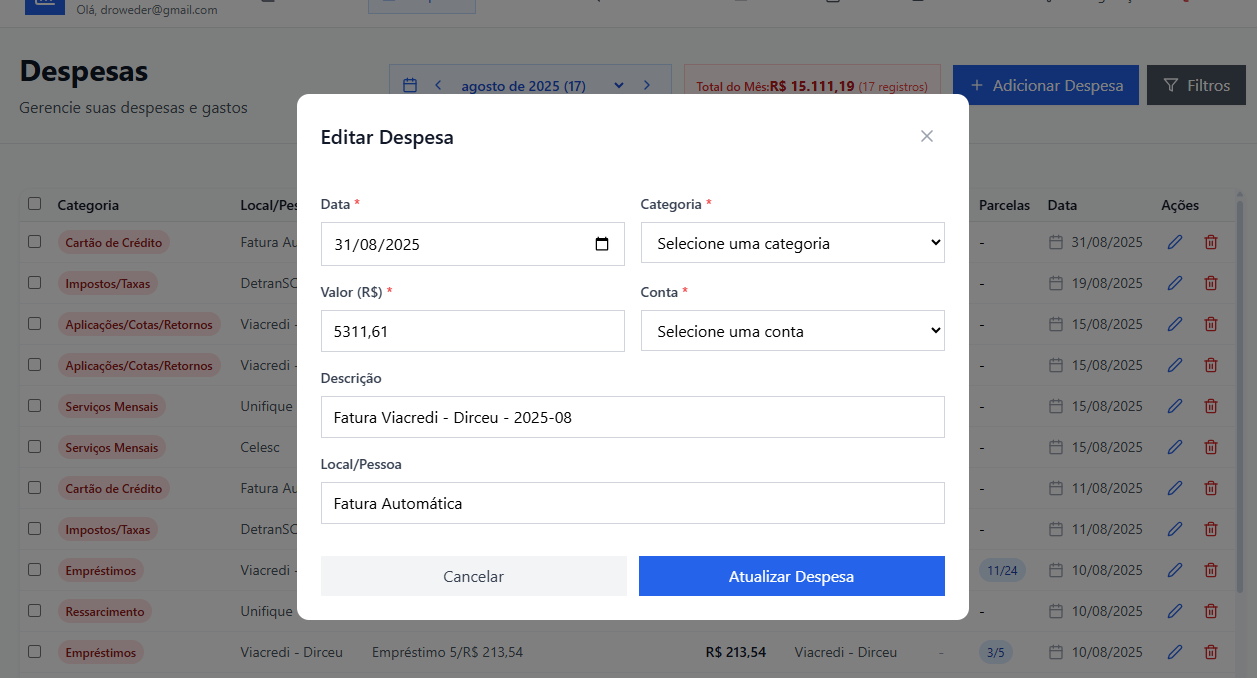 Olá, droweder@gmail.com
Despesas
Gerencie suas despesas e gastos
agosto de 2025 (17)
Total do Mês:R$ 15.111,19 (17 registros)
Adicionar Despesa
Filtros
Editar Despesa
Data *
Categoria *
31/08/2025
Selecione uma categoria
Valor (R$) *
Conta *
5311,61
Selecione uma conta
Descrição
Fatura Viacredi - Dirceu - 2025-08
Local/Pessoa
Fatura Automática
Cancelar
Atualizar Despesa
Categoria Parcelas Data Ações
Cartão de Crédito Fatura - 31/08/2025
Impostos/Taxas DetranSC - 19/08/2025
Aplicações/Cotas/Retornos Viacredi - - 15/08/2025
Aplicações/Cotas/Retornos Viacredi - - 15/08/2025
Serviços Mensais Unifique - 15/08/2025
Serviços Mensais Celesc - 15/08/2025
Cartão de Crédito Fatura - 11/08/2025
Impostos/Taxas DetranSC - 11/08/2025
Empréstimos Viacredi - 11/24 10/08/2025
Ressarcimento Unifique - 10/08/2025
Empréstimos Viacredi - Dirceu Empréstimo 5/R$ 213,54 R$ 213,54 Viacredi - Dirceu - 3/5 10/08/2025